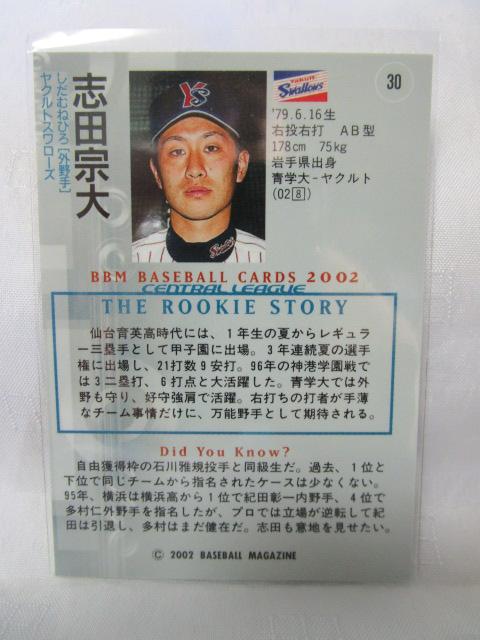 志田宗大
しだむねひろ[外野手]
ヤクルトスワローズ
YS
YAKULT
Swallows
30
'79.6.16生
右投右打 AB型
178cm 75kg
岩手県出身
青学大-ヤクルト
(02⑧)
Swallows
BBM BASEBALL CARDS 2002
CENTRAL LEAGUE
THE ROOKIE STORY
仙台育英高時代には、1年生の夏からレギュラ
ー三塁手として甲子園に出場。3年連続夏の選手
権に出場し、21打数9安打。96年の神港学園戦で
は3二塁打、6打点と大活躍した。青学大では外
野も守り、好守強肩で活躍。右打ちの打者が手薄
なチーム事情だけに、万能野手として期待される。
Did You Know?
自由獲得枠の石川雅規投手と同級生だ。過去、1位と
下位で同じチームから指名されたケースは少なくない。
95年、横浜は横浜高から1位で紀田彰一内野手、4位で
多村仁外野手を指名したが、プロでは立場が逆転して紀
田は引退し、多村はまだ健在だ。志田も意地を見せたい。
© 2002 BASEBALL MAGAZINE